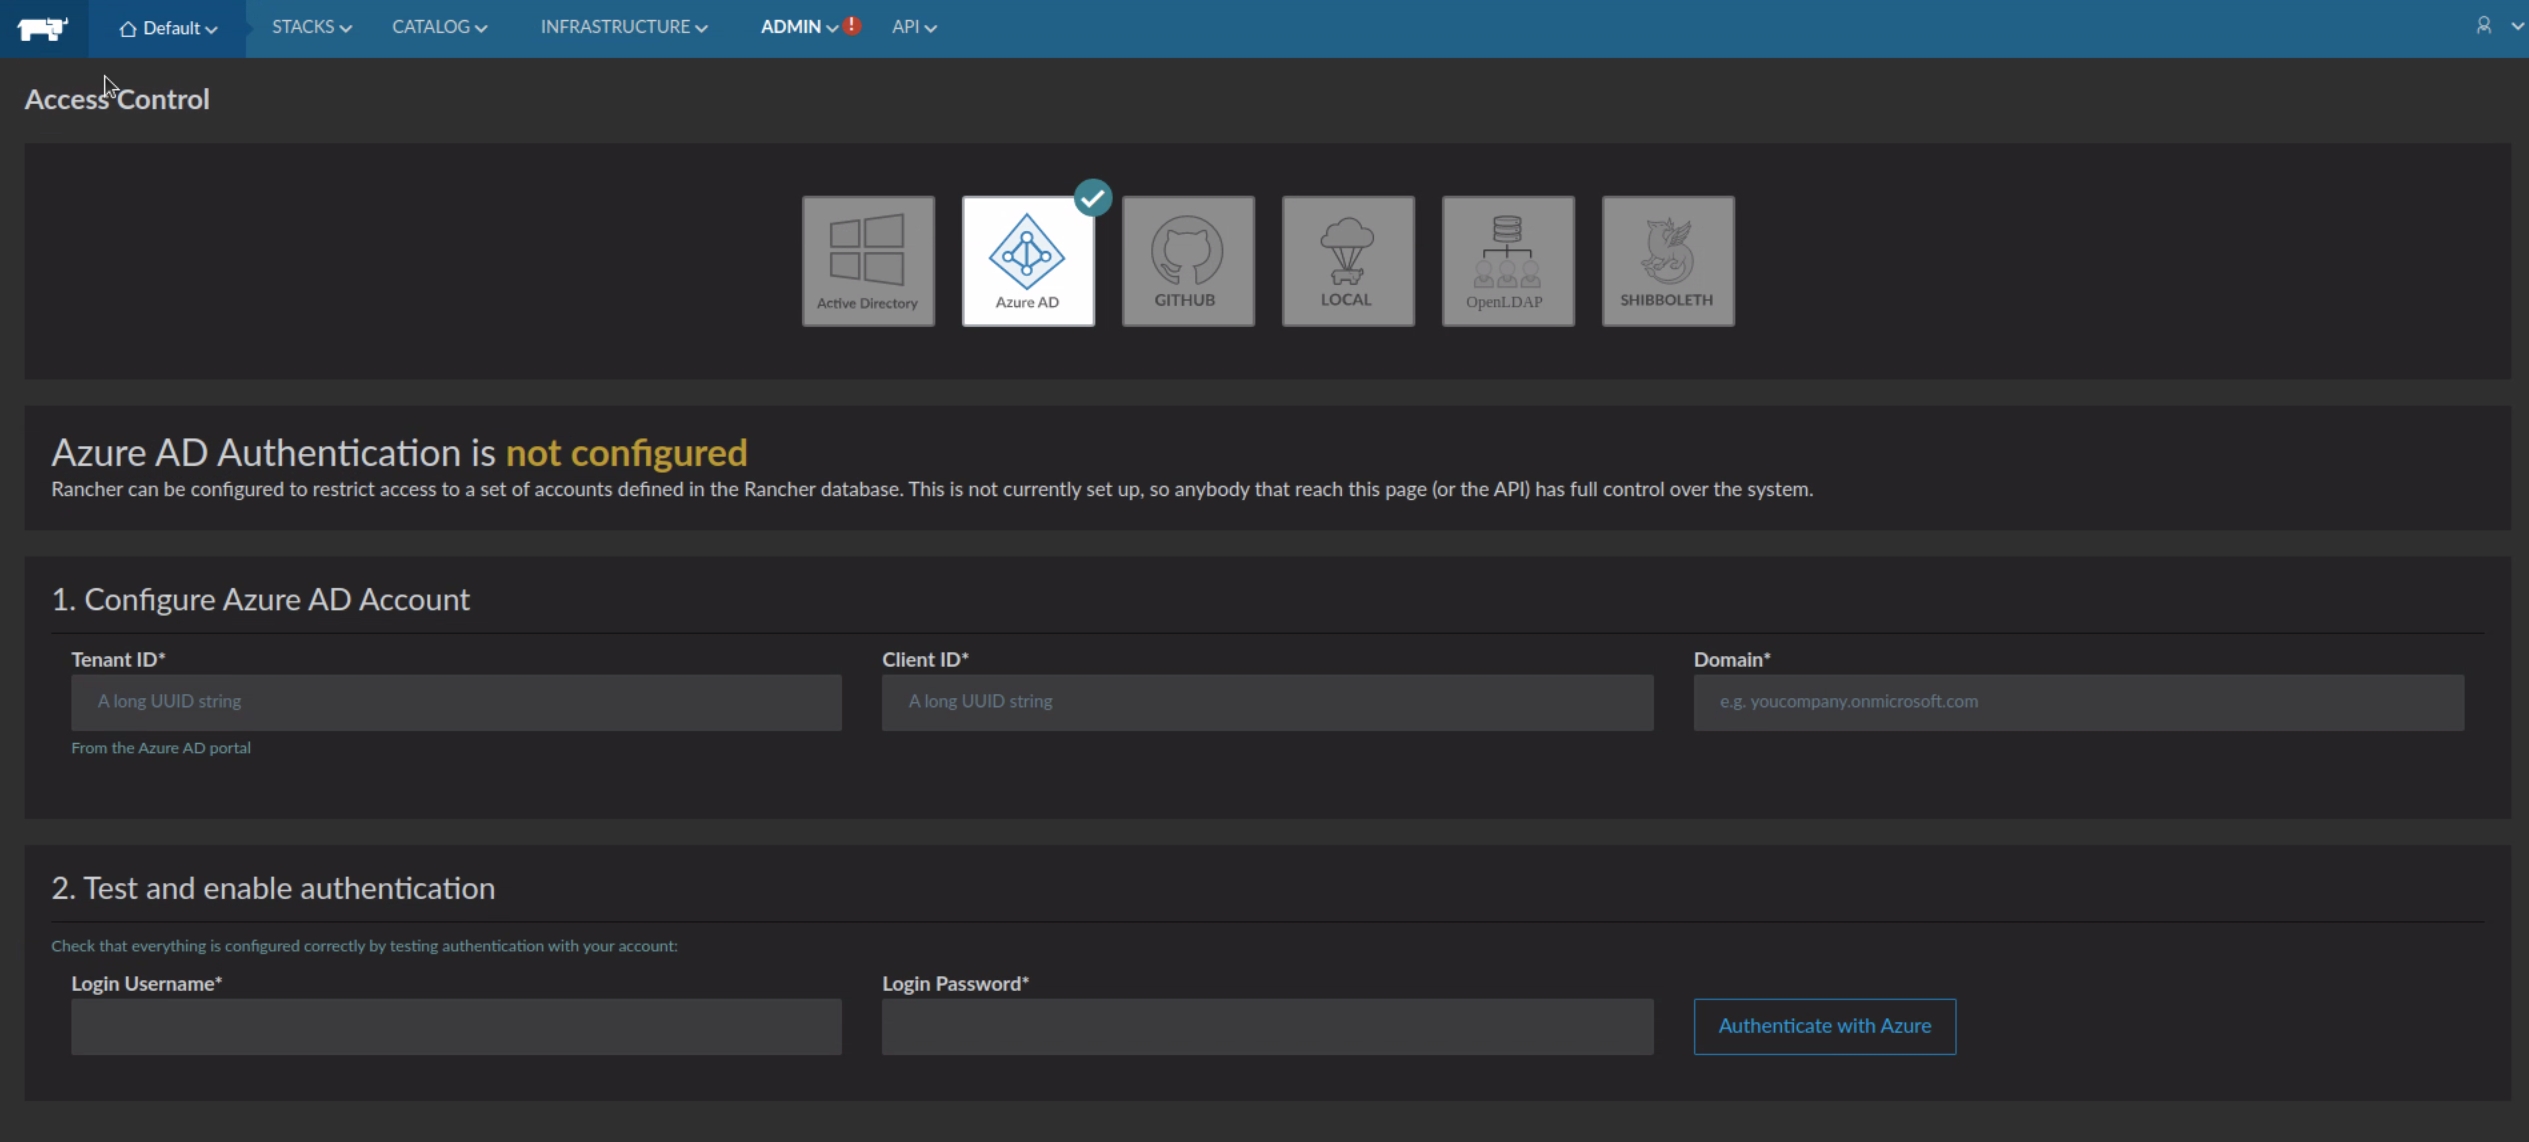 Default STACKS CATALOG INFRASTRUCTURE ADMIN ! API
Access Control
Active Directory Azure AD GITHUB LOCAL OpenLDAP SHIBBOLETH
Azure AD Authentication is not configured
Rancher can be configured to restrict access to a set of accounts defined in the Rancher database. This is not currently set up, so anybody that reach this page (or the API) has full control over the system.
1. Configure Azure AD Account
Tenant ID* Client ID* Domain*
A long UUID string A long UUID string e.g. youcompany.onmicrosoft.com
From the Azure AD portal
2. Test and enable authentication
Check that everything is configured correctly by testing authentication with your account:
Login Username* Login Password*
Authenticate with Azure